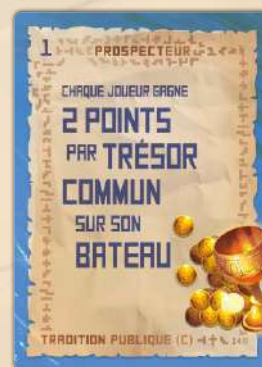 1 PROSPECTEUR
CHAQUE JOUEUR GAGNE
2 POINTS
PAR TRÉSOR
COMMUN
SUR SON
BATEAU
TRADITION PUBLIQUE (C)